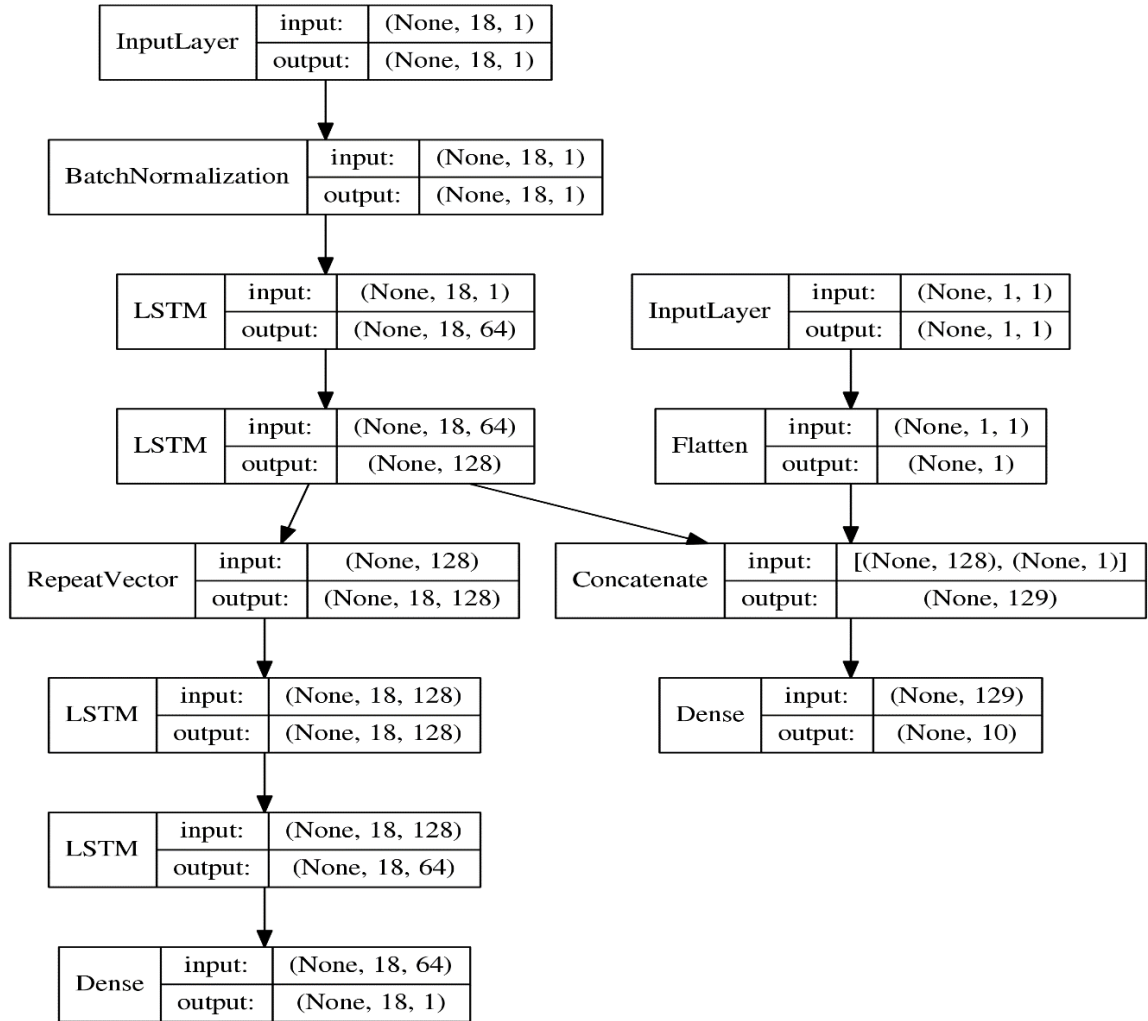 InputLayer
input: (None, 18, 1)
output: (None, 18, 1)
BatchNormalization
input: (None, 18, 1)
output: (None, 18, 1)
LSTM
input: (None, 18, 1)
output: (None, 18, 64)
InputLayer
input: (None, 1, 1)
output: (None, 1, 1)
LSTM
input: (None, 18, 64)
output: (None, 128)
Flatten
input: (None, 1, 1)
output: (None, 1)
RepeatVector
input: (None, 128)
output: (None, 18, 128)
Concatenate
input: [(None, 128), (None, 1)]
output: (None, 129)
LSTM
input: (None, 18, 128)
output: (None, 18, 128)
Dense
input: (None, 129)
output: (None, 10)
LSTM
input: (None, 18, 128)
output: (None, 18, 64)
Dense
input: (None, 18, 64)
output: (None, 18, 1)